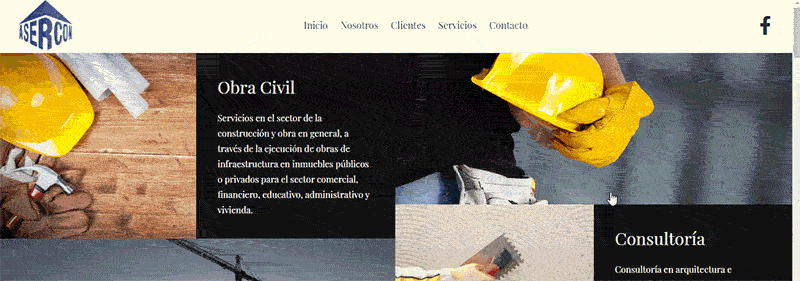 ASERCON
Inicio Nosotros Clientes Servicios Contacto
Obra Civil
Servicios en el sector de la
construcción y obra en general, a
través de la ejecución de obras de
infraestructura en inmuebles públicos
o privados para el sector comercial,
financiero, educativo, administrativo y
vivienda.
Consultoría
Consultoría en arquitectura e